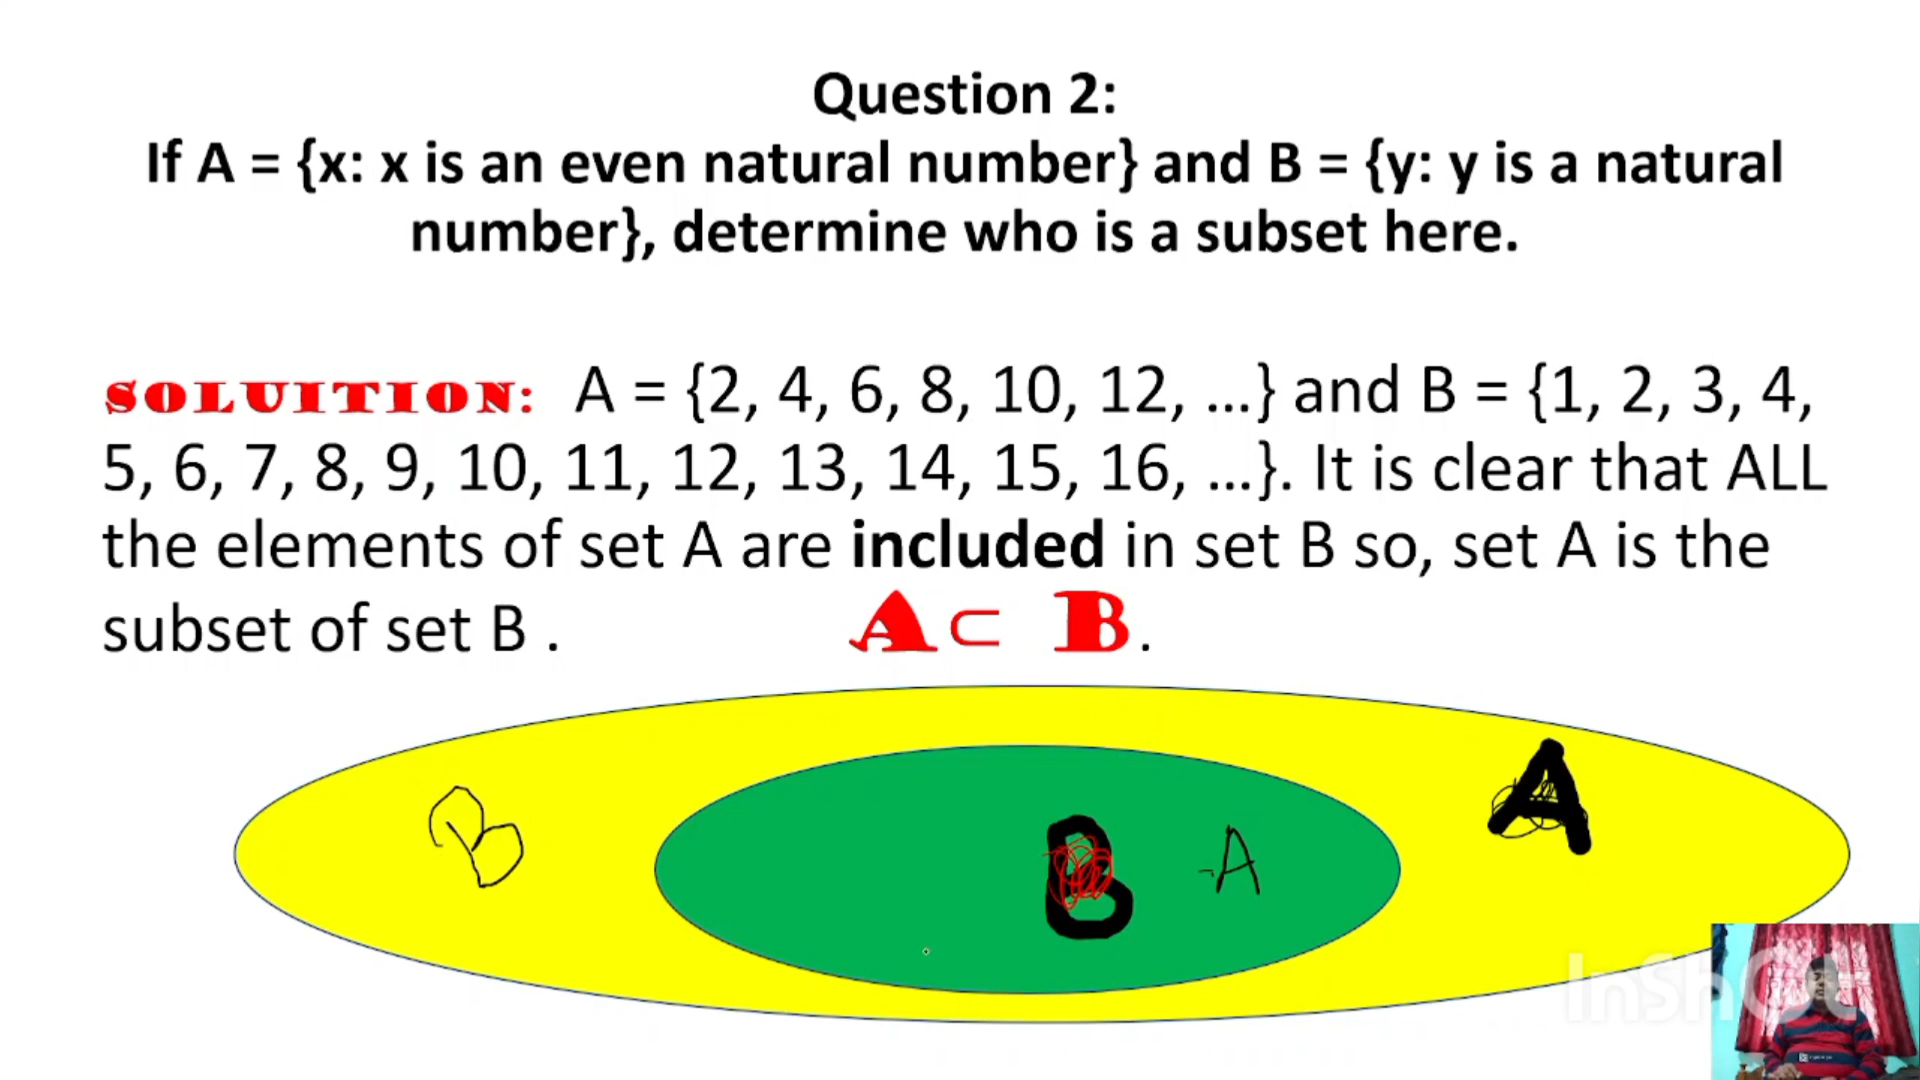 Question 2:
If A = {x: x is an even natural number} and B = {y: y is a natural
number}, determine who is a subset here.
SOLUITION: A = {2, 4, 6, 8, 10, 12, ...} and B = {1, 2, 3, 4,
5, 6, 7, 8, 9, 10, 11, 12, 13, 14, 15, 16, ...}. It is clear that ALL
the elements of set A are included in set B so, set A is the
subset of set B .
A ⊂ B.
A
B
B
A
InShOt